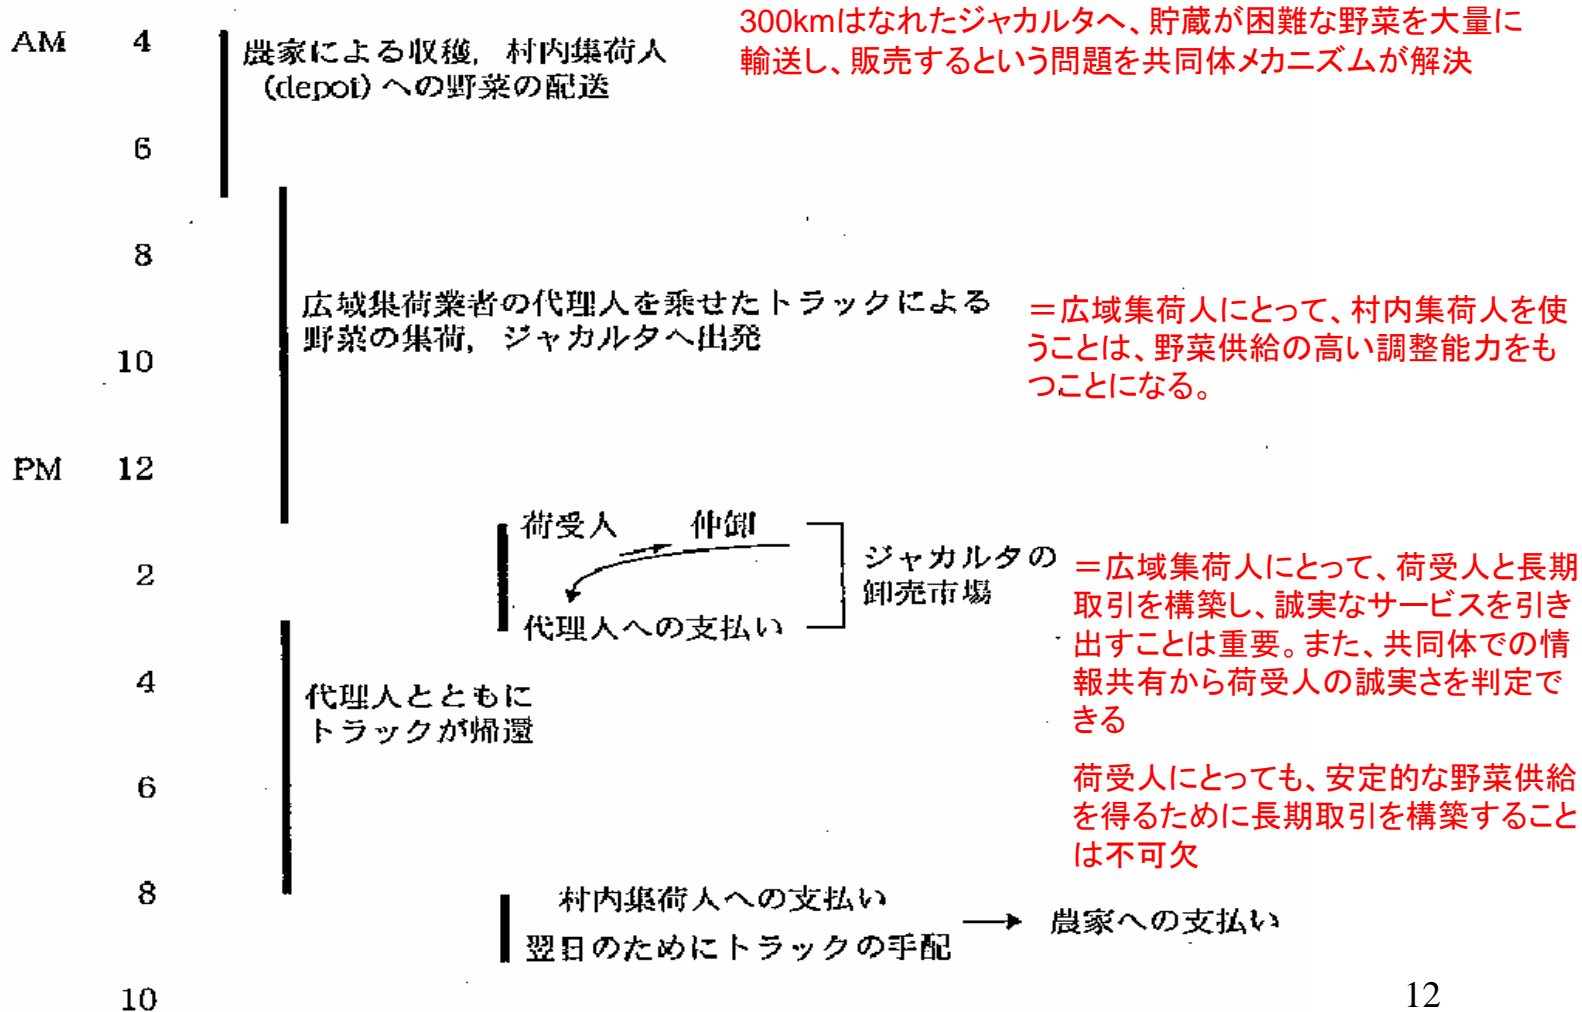 300kmはなれたジャカルタへ、貯蔵が困難な野菜を大量に
輸送し、販売するという問題を共同体メカニズムが解決
AM 4
農家による収穫，村内集荷人
(depot) への野菜の配送
6
8
広域集荷業者の代理人を乗せたトラックによる
野菜の集荷，ジャカルタへ出発
＝広域集荷人にとって、村内集荷人を使
うことは、野菜供給の高い調整能力をも
つことになる。
10
PM 12
荷受人 仲卸
2
ジャカルタの
卸売市場
代理人への支払い
＝広域集荷人にとって、荷受人と長期
取引を構築し、誠実なサービスを引き
出すことは重要。また、共同体での情
報共有から荷受人の誠実さを判定で
きる
4
代理人とともに
トラックが帰還
6
荷受人にとっても、安定的な野菜供給
を得るために長期取引を構築すること
は不可欠
8
村内集荷人への支払い
翌日のためにトラックの手配
農家への支払い
10
12